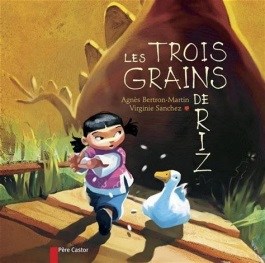 LES TROIS
GRAINS
DE
RIZ
Agnès Bertron-Martin
Virginie Sanchez
Père Castor